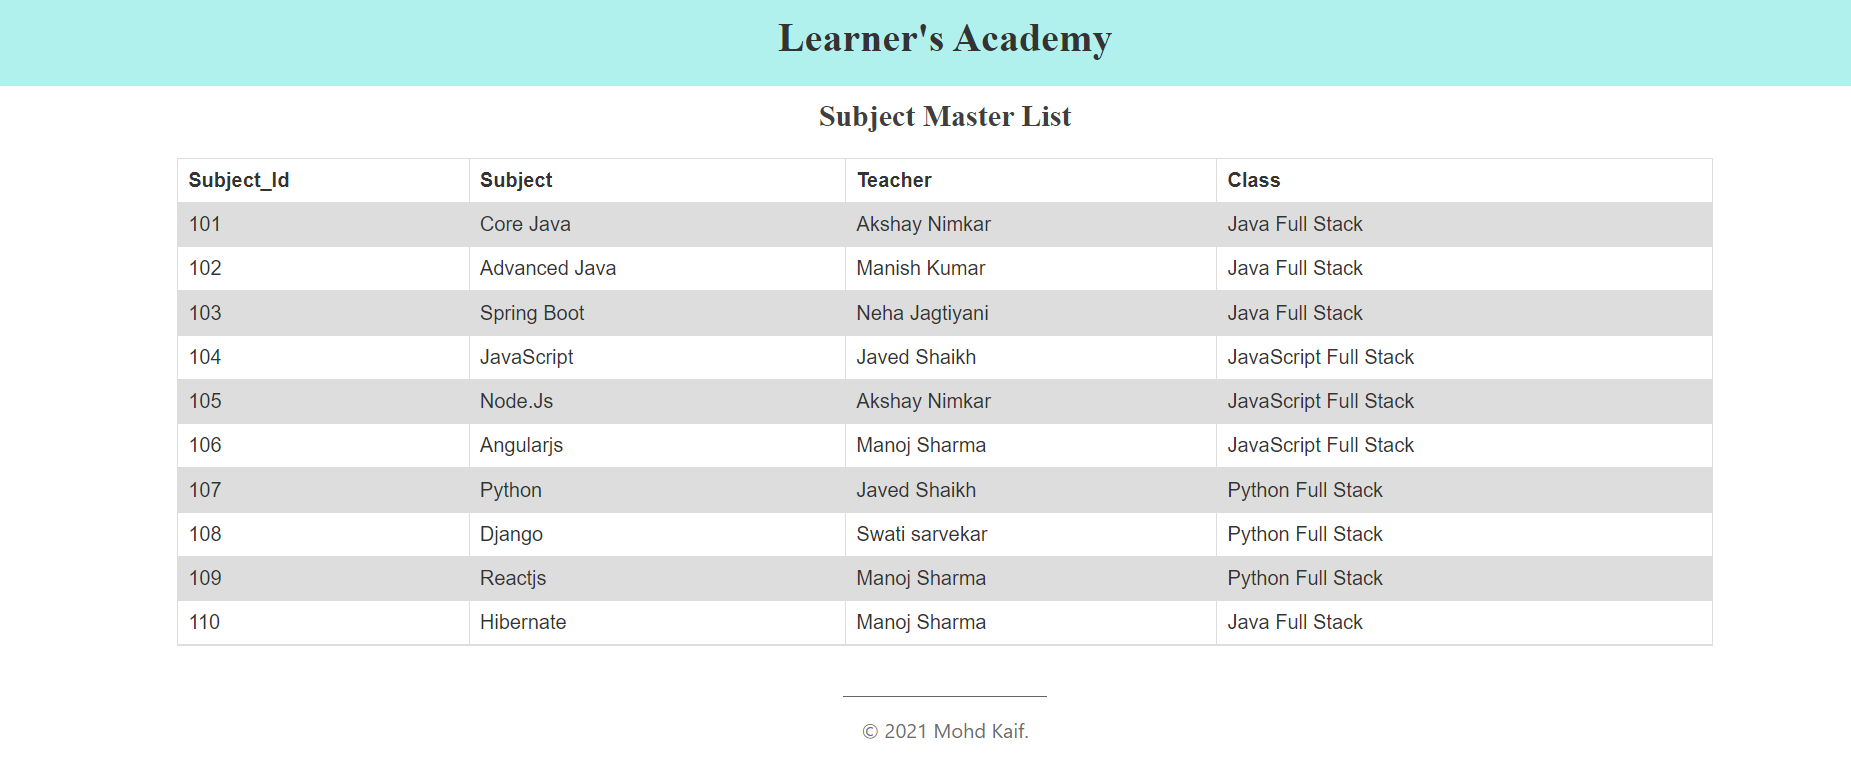 Learner's Academy
Subject Master List
Subject_Id Subject Teacher Class
101 Core Java Akshay Nimkar Java Full Stack
102 Advanced Java Manish Kumar Java Full Stack
103 Spring Boot Neha Jagtiyani Java Full Stack
104 JavaScript Javed Shaikh JavaScript Full Stack
105 Node.Js Akshay Nimkar JavaScript Full Stack
106 Angularjs Manoj Sharma JavaScript Full Stack
107 Python Javed Shaikh Python Full Stack
108 Django Swati sarvekar Python Full Stack
109 Reactjs Manoj Sharma Python Full Stack
110 Hibernate Manoj Sharma Java Full Stack
© 2021 Mohd Kaif.